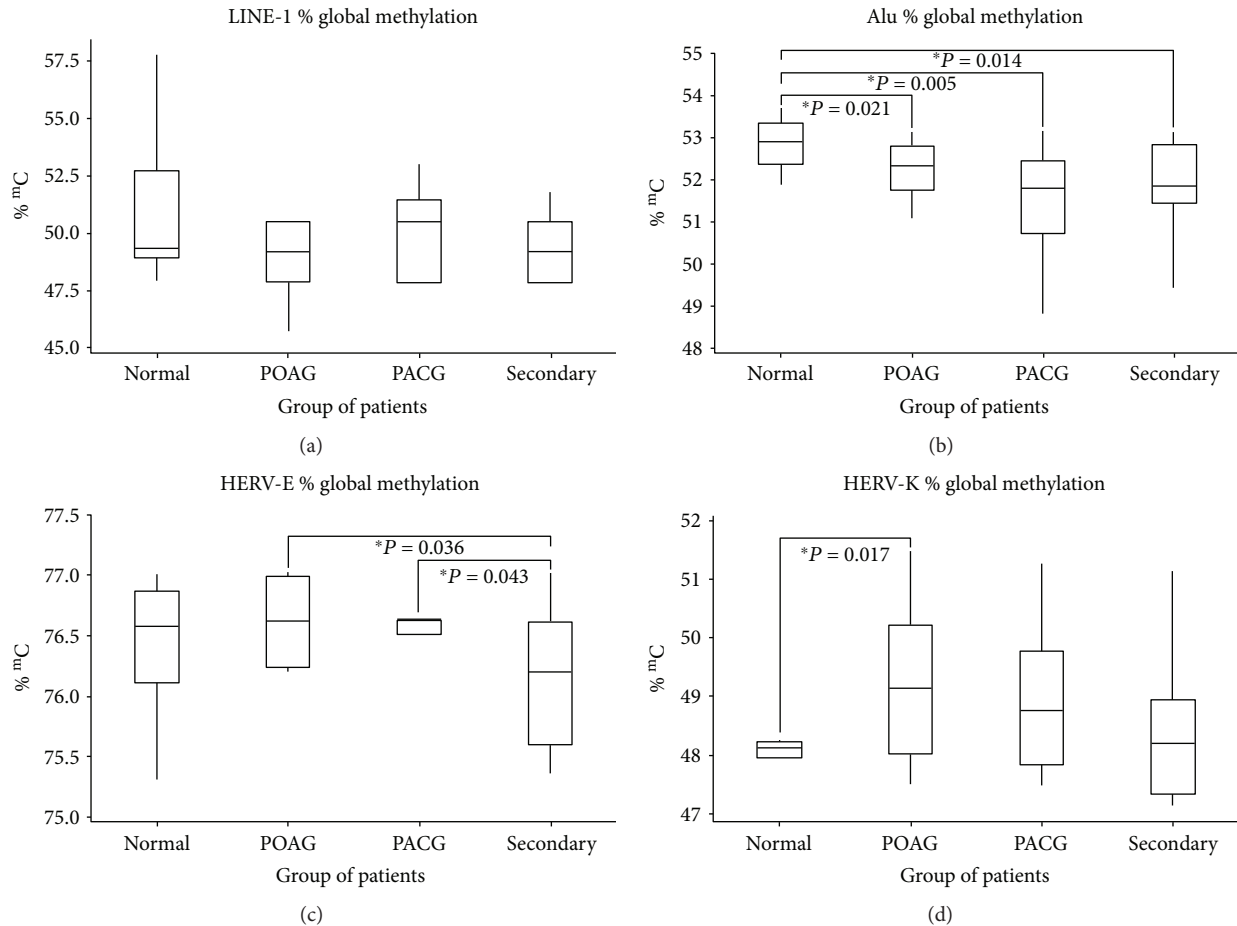 LINE-1 % global methylation
57.5
55.0
52.5
50.0
47.5
45.0
% ᵐC
Normal POAG PACG Secondary
Group of patients
(a)
Alu % global methylation
55
54
53
52
51
50
49
48
% ᵐC
*P = 0.014
*P = 0.005
*P = 0.021
Normal POAG PACG Secondary
Group of patients
(b)
HERV-E % global methylation
77.5
77.0
76.5
76.0
75.5
75.0
% ᵐC
*P = 0.036
*P = 0.043
Normal POAG PACG Secondary
Group of patients
(c)
HERV-K % global methylation
52
51
50
49
48
47
% ᵐC
*P = 0.017
Normal POAG PACG Secondary
Group of patients
(d)